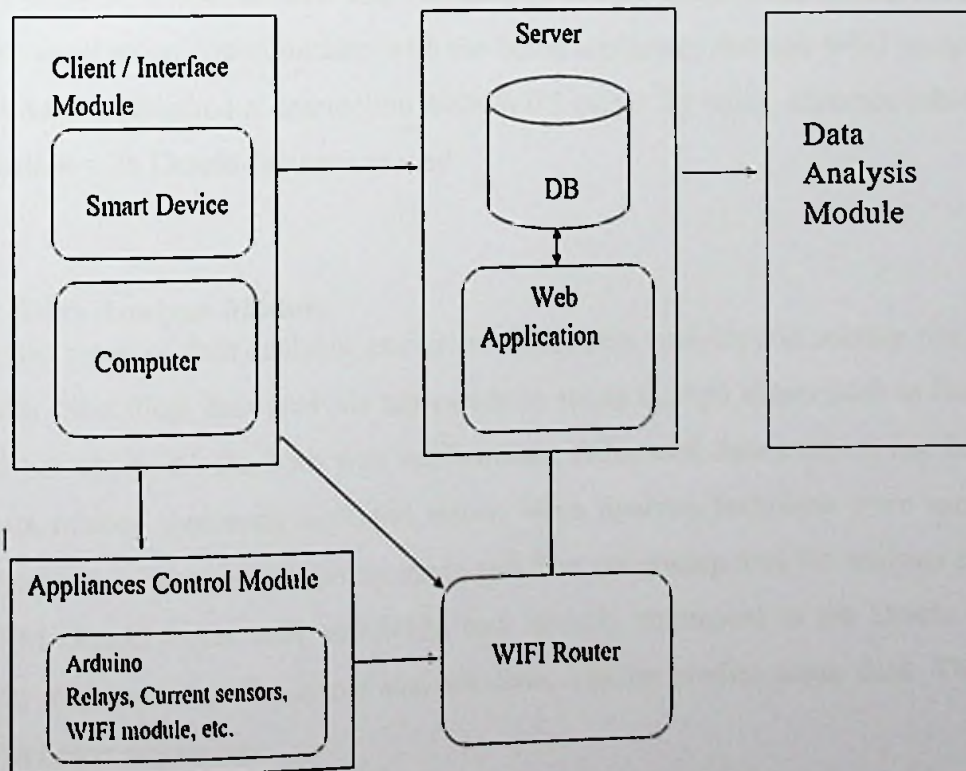 Client / Interface
Module
Smart Device
Computer
Server
DB
Web
Application
Data
Analysis
Module
Appliances Control Module
Arduino
Relays, Current sensors,
WIFI module, etc.
WIFI Router